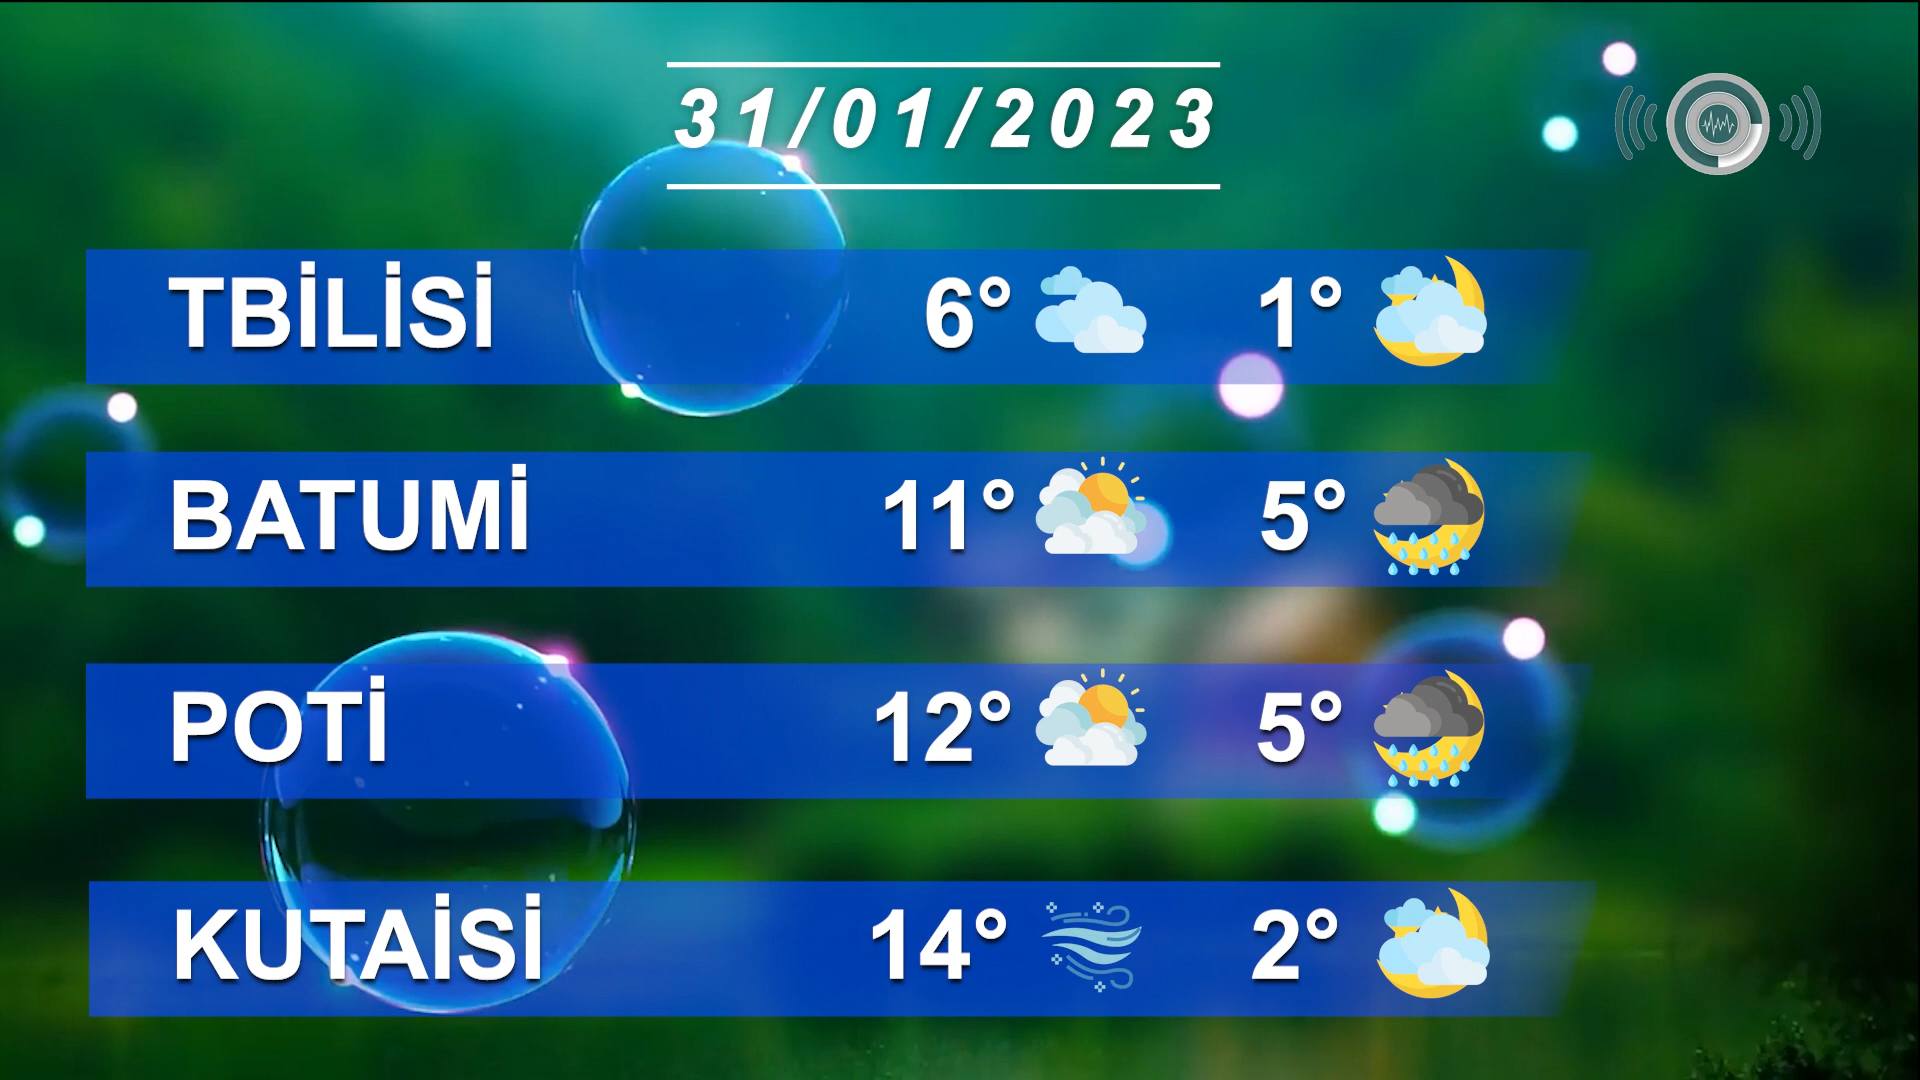 31/01/2023
TBİLİSİ 6° 1°
BATUMİ 11° 5°
POTİ 12° 5°
KUTAİSİ 14° 2°